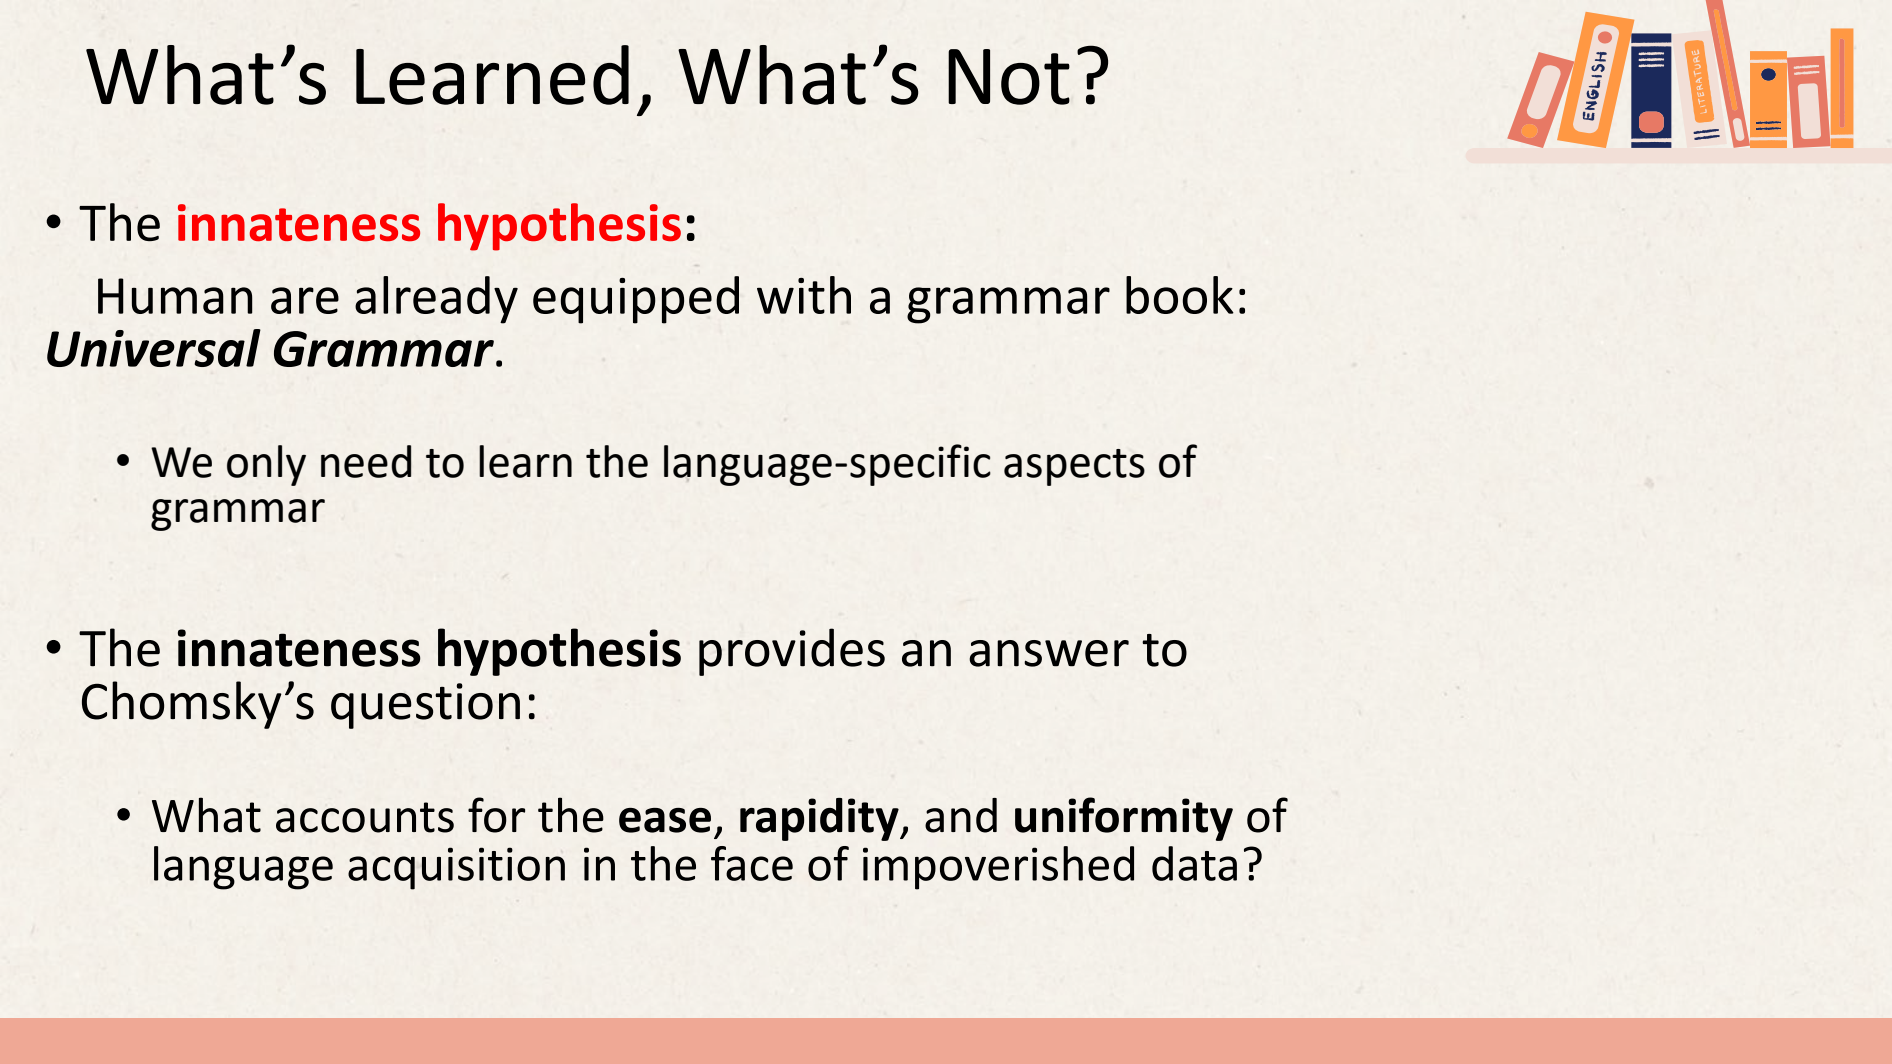 What’s Learned, What’s Not?
ENGLISH
LITERATURE
• The innateness hypothesis:
Human are already equipped with a grammar book:
Universal Grammar.
• We only need to learn the language-specific aspects of
grammar
• The innateness hypothesis provides an answer to
Chomsky’s question:
• What accounts for the ease, rapidity, and uniformity of
language acquisition in the face of impoverished data?